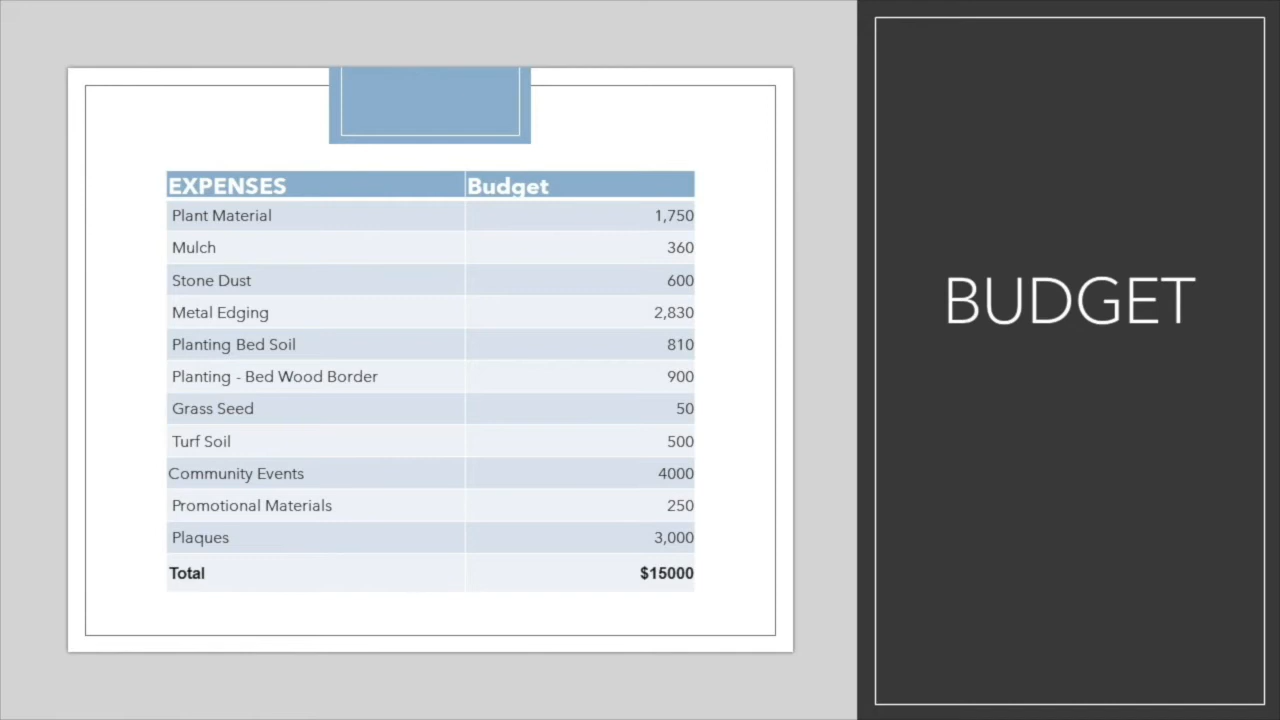 EXPENSES Budget
Plant Material 1,750
Mulch 360
Stone Dust 600
Metal Edging 2,830
Planting Bed Soil 810
Planting - Bed Wood Border 900
Grass Seed 50
Turf Soil 500
Community Events 4000
Promotional Materials 250
Plaques 3,000
Total $15000
BUDGET